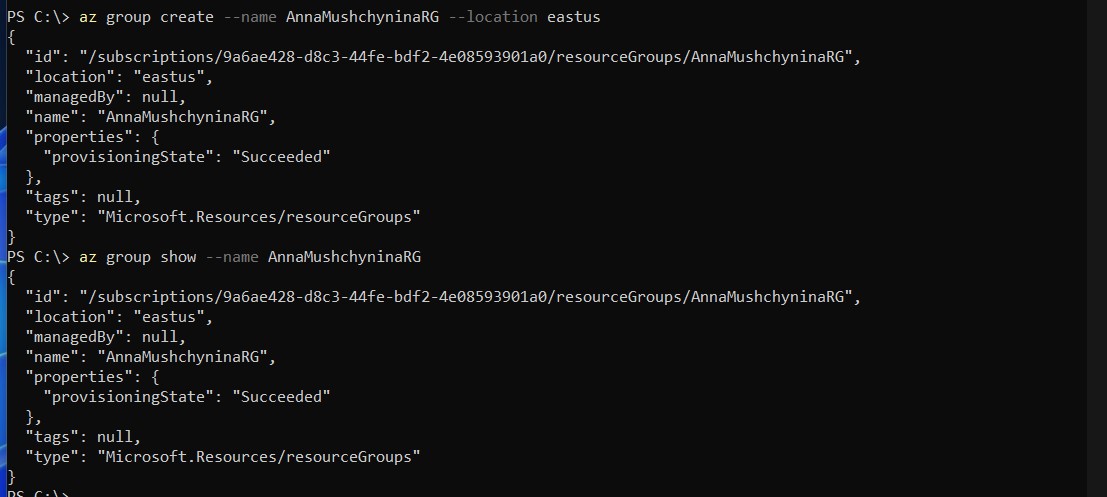 PS C:\> az group create --name AnnaMushchyninaRG --location eastus
{
  "id": "/subscriptions/9a6ae428-d8c3-44fe-bdf2-4e08593901a0/resourceGroups/AnnaMushchyninaRG",
  "location": "eastus",
  "managedBy": null,
  "name": "AnnaMushchyninaRG",
  "properties": {
    "provisioningState": "Succeeded"
  },
  "tags": null,
  "type": "Microsoft.Resources/resourceGroups"
}
PS C:\> az group show --name AnnaMushchyninaRG
{
  "id": "/subscriptions/9a6ae428-d8c3-44fe-bdf2-4e08593901a0/resourceGroups/AnnaMushchyninaRG",
  "location": "eastus",
  "managedBy": null,
  "name": "AnnaMushchyninaRG",
  "properties": {
    "provisioningState": "Succeeded"
  },
  "tags": null,
  "type": "Microsoft.Resources/resourceGroups"
}
PS C:\>